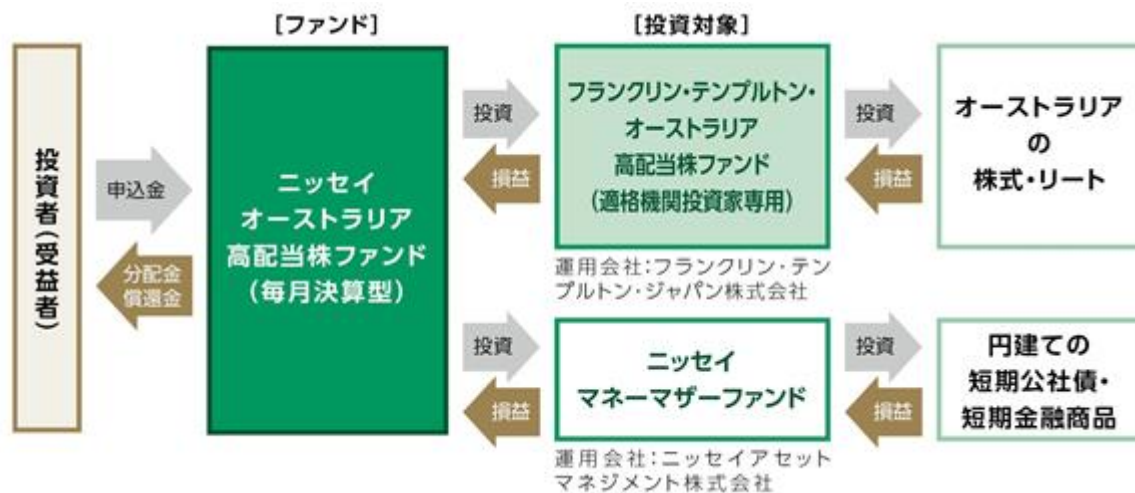 [ファンド]
[投資対象]
投資者(受益者)
申込金
分配金
償還金
ニッセイ
オーストラリア
高配当株ファンド
(毎月決算型)
投資
損益
フランクリン・テンプルトン・
オーストラリア
高配当株ファンド
(適格機関投資家専用)
運用会社:フランクリン・テン
プルトン・ジャパン株式会社
投資
損益
オーストラリア
の
株式・リート
投資
損益
ニッセイ
マネーマザーファンド
運用会社:ニッセイアセット
マネジメント株式会社
投資
損益
円建ての
短期公社債・
短期金融商品